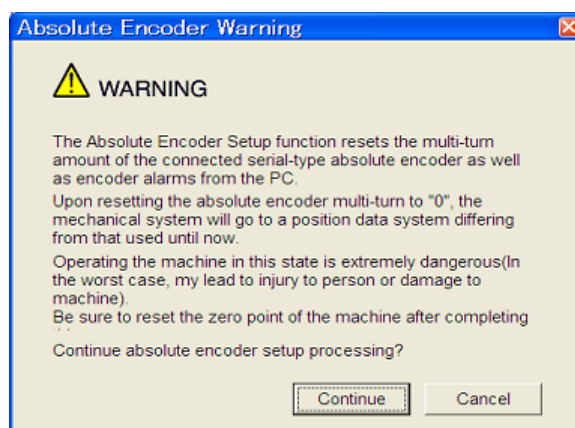 Absolute Encoder Warning
WARNING
The Absolute Encoder Setup function resets the multi-turn
amount of the connected serial-type absolute encoder as well
as encoder alarms from the PC.
Upon resetting the absolute encoder multi-turn to "0", the
mechanical system will go to a position data system differing
from that used until now.
Operating the machine in this state is extremely dangerous(In
the worst case, my lead to injury to person or damage to
machine).
Be sure to reset the zero point of the machine after completing
Continue absolute encoder setup processing?
Continue Cancel